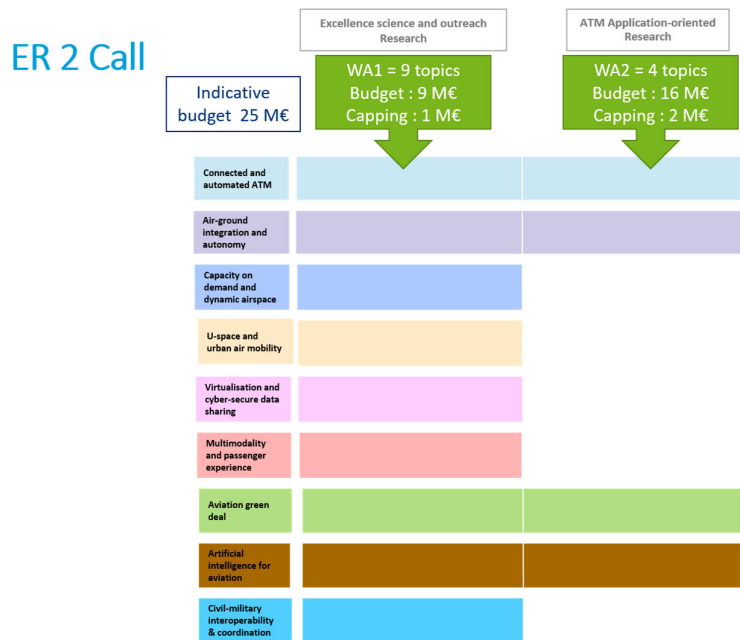 ER 2 Call
Indicative
budget 25 M€
Excellence science and outreach
Research
WA1 = 9 topics
Budget : 9 M€
Capping : 1 M€
ATM Application-oriented
Research
WA2 = 4 topics
Budget : 16 M€
Capping : 2 M€
Connected and
automated ATM
Air-ground
integration and
autonomy
Capacity on
demand and
dynamic airspace
U-space and
urban air mobility
Virtualisation and
cyber-secure data
sharing
Multimodality
and passenger
experience
Aviation green
deal
Artificial
intelligence for
aviation
Civil-military
interoperability
& coordination